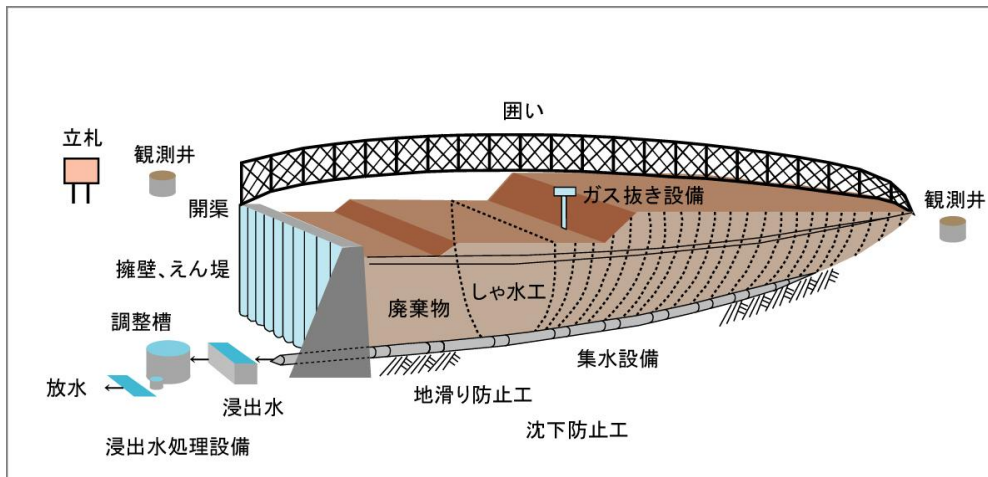 囲い
立札
観測井
ガス抜き設備
観測井
開渠
擁壁、えん堤
しゃ水工
廃棄物
調整槽
集水設備
放水
地滑り防止工
浸出水
沈下防止工
浸出水処理設備